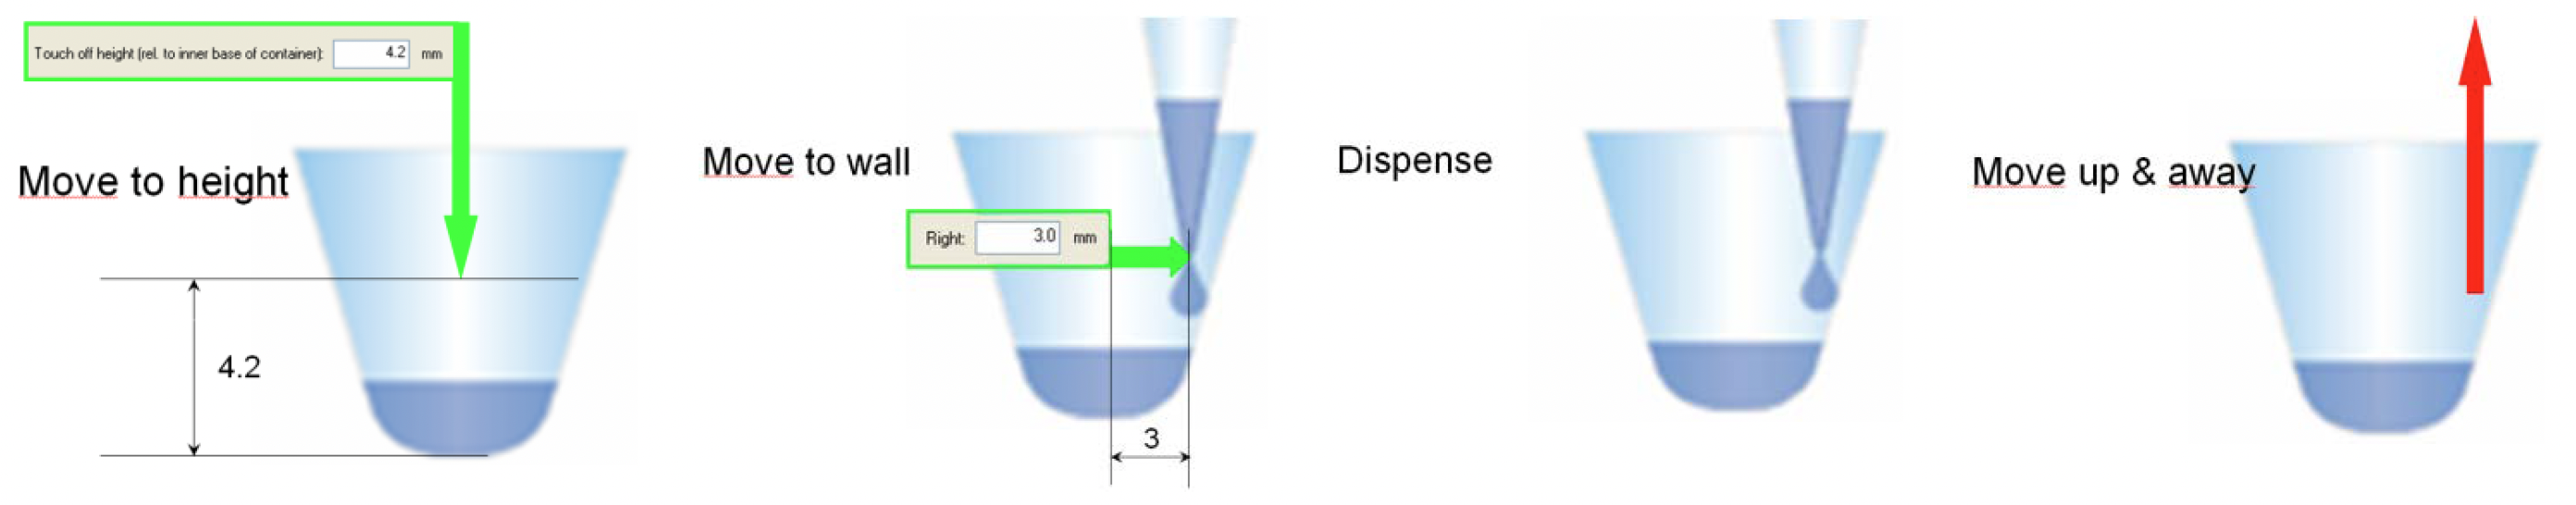 Touch off height (rel. to inner base of container): 4.2 mm
Move to height
4.2
Move to wall
Right: 3.0 mm
3
Dispense
Move up & away